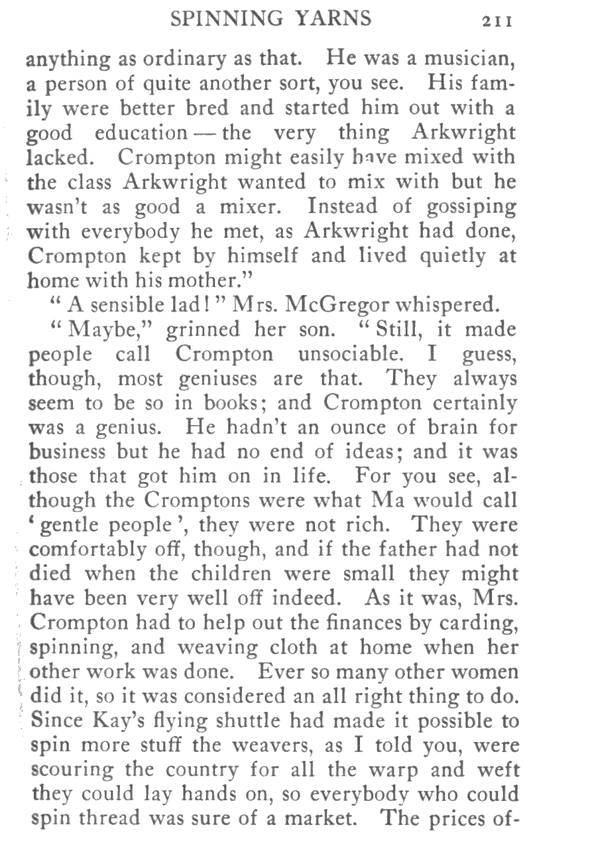 SPINNING YARNS 211
anything as ordinary as that. He was a musician,
a person of quite another sort, you see. His fam-
ily were better bred and started him out with a
good education — the very thing Arkwright
lacked. Crompton might easily have mixed with
the class Arkwright wanted to mix with but he
wasn't as good a mixer. Instead of gossiping
with everybody he met, as Arkwright had done,
Crompton kept by himself and lived quietly at
home with his mother."
" A sensible lad! " Mrs. McGregor whispered.
" Maybe," grinned her son. " Still, it made
people call Crompton unsociable. I guess,
though, most geniuses are that. They always
seem to be so in books; and Crompton certainly
was a genius. He hadn't an ounce of brain for
business but he had no end of ideas; and it was
those that got him on in life. For you see, al-
though the Cromptons were what Ma would call
' gentle people ', they were not rich. They were
comfortably off, though, and if the father had not
died when the children were small they might
have been very well off indeed. As it was, Mrs.
Crompton had to help out the finances by carding,
spinning, and weaving cloth at home when her
other work was done. Ever so many other women
did it, so it was considered an all right thing to do.
Since Kay's flying shuttle had made it possible to
spin more stuff the weavers, as I told you, were
scouring the country for all the warp and weft
they could lay hands on, so everybody who could
spin thread was sure of a market. The prices of-